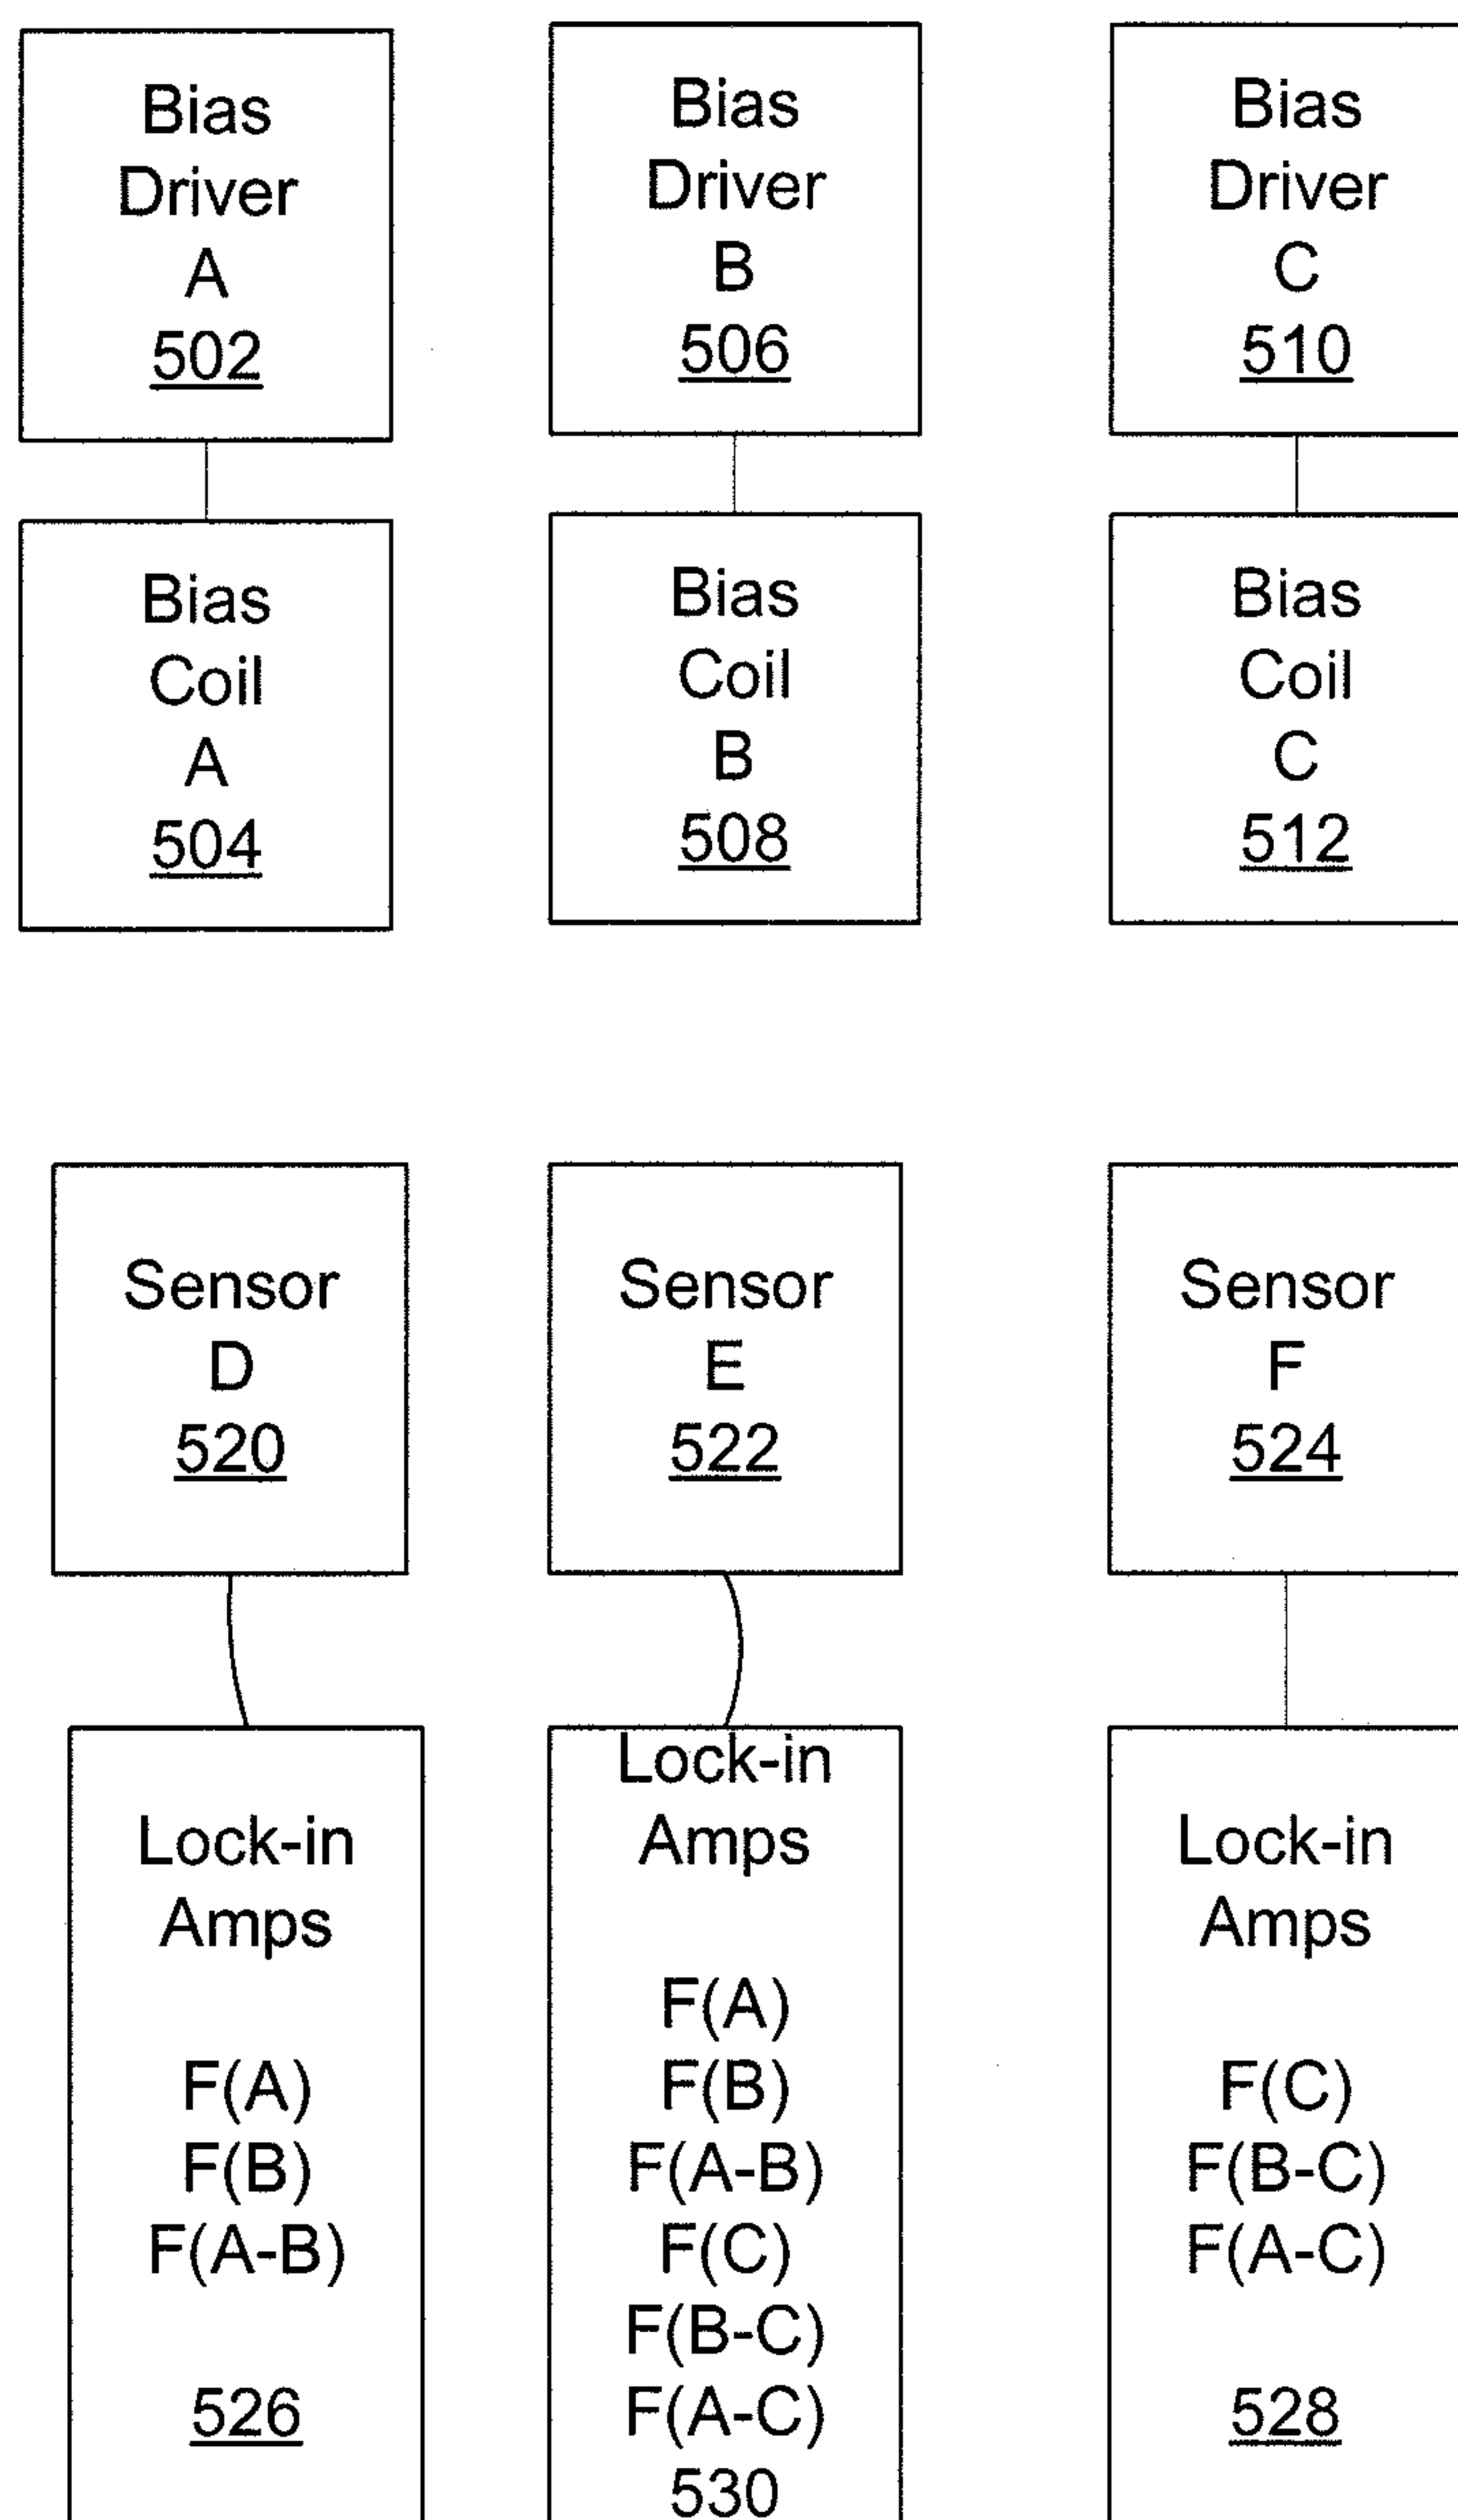 Bias
Driver
A
502
Bias
Driver
B
506
Bias
Driver
C
510
Bias
Coil
A
504
Bias
Coil
B
508
Bias
Coil
C
512
Sensor
D
520
Sensor
E
522
Sensor
F
524
Lock-in
Amps
F(A)
F(B)
F(A-B)
526
Lock-in
Amps
F(A)
F(B)
F(A-B)
F(C)
F(B-C)
F(A-C)
530
Lock-in
Amps
F(C)
F(B-C)
F(A-C)
528